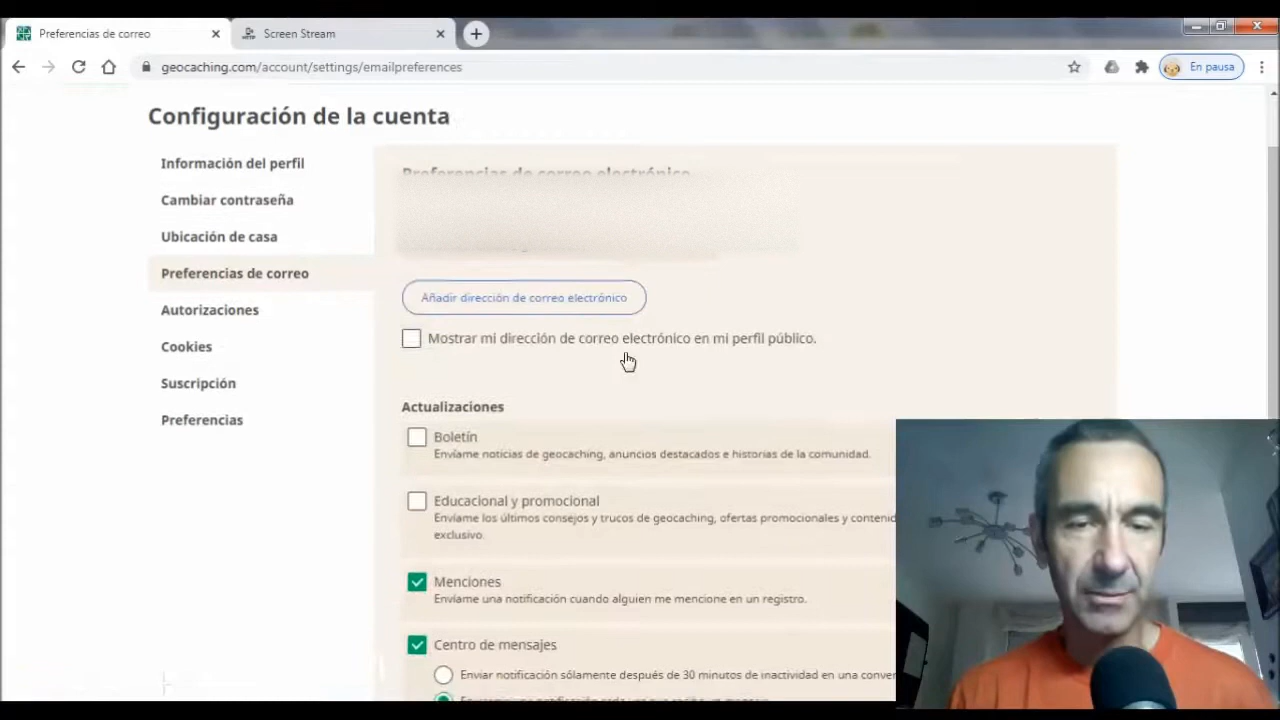 Preferencias de correo
Screen Stream
geocaching.com/account/settings/emailpreferences
En pausa
Configuración de la cuenta
Información del perfil
Cambiar contraseña
Ubicación de casa
Preferencias de correo
Autorizaciones
Cookies
Suscripción
Preferencias
Preferencias de correo electrónico
Añadir dirección de correo electrónico
Mostrar mi dirección de correo electrónico en mi perfil público.
Actualizaciones
Boletín
Envíame noticias de geocaching, anuncios destacados e historias de la comunidad.
Educacional y promocional
Envíame los últimos consejos y trucos de geocaching, ofertas promocionales y contenid
exclusivo.
Menciones
Envíame una notificación cuando alguien me mencione en un registro.
Centro de mensajes
Enviar notificación sólamente después de 30 minutos de inactividad en una conver